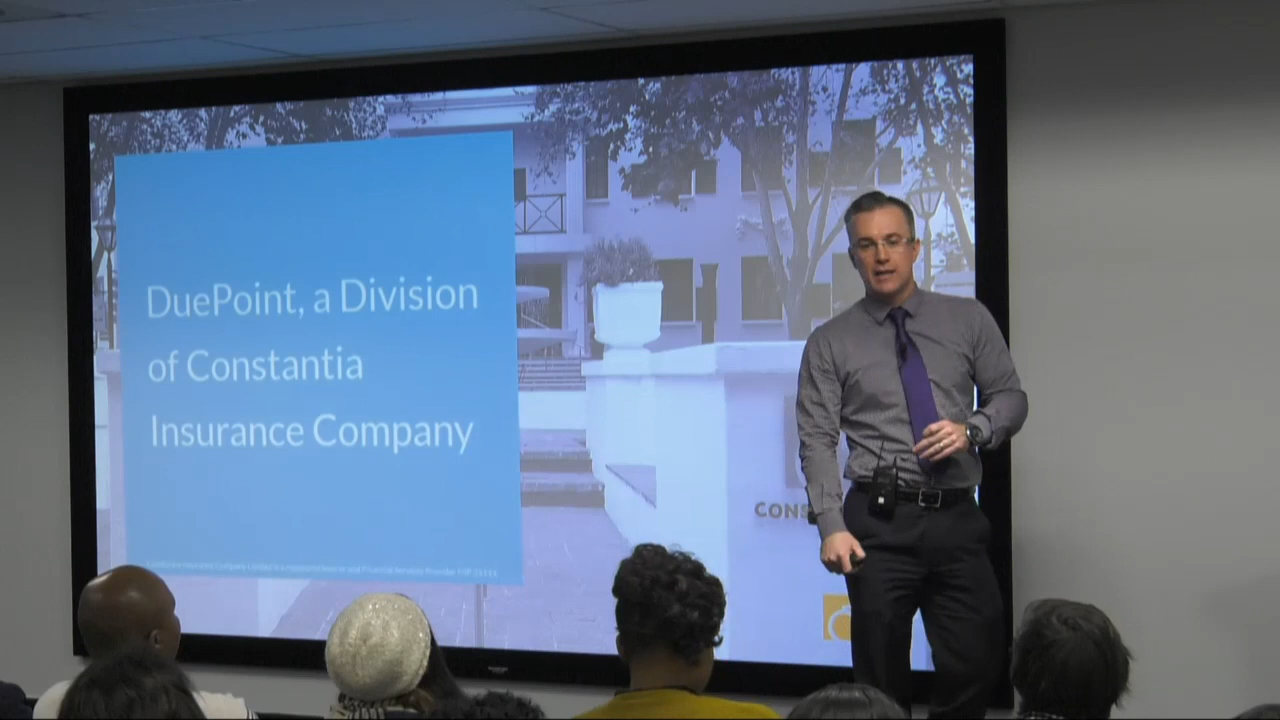 DuePoint, a Division
of Constantia
Insurance Company
CONS